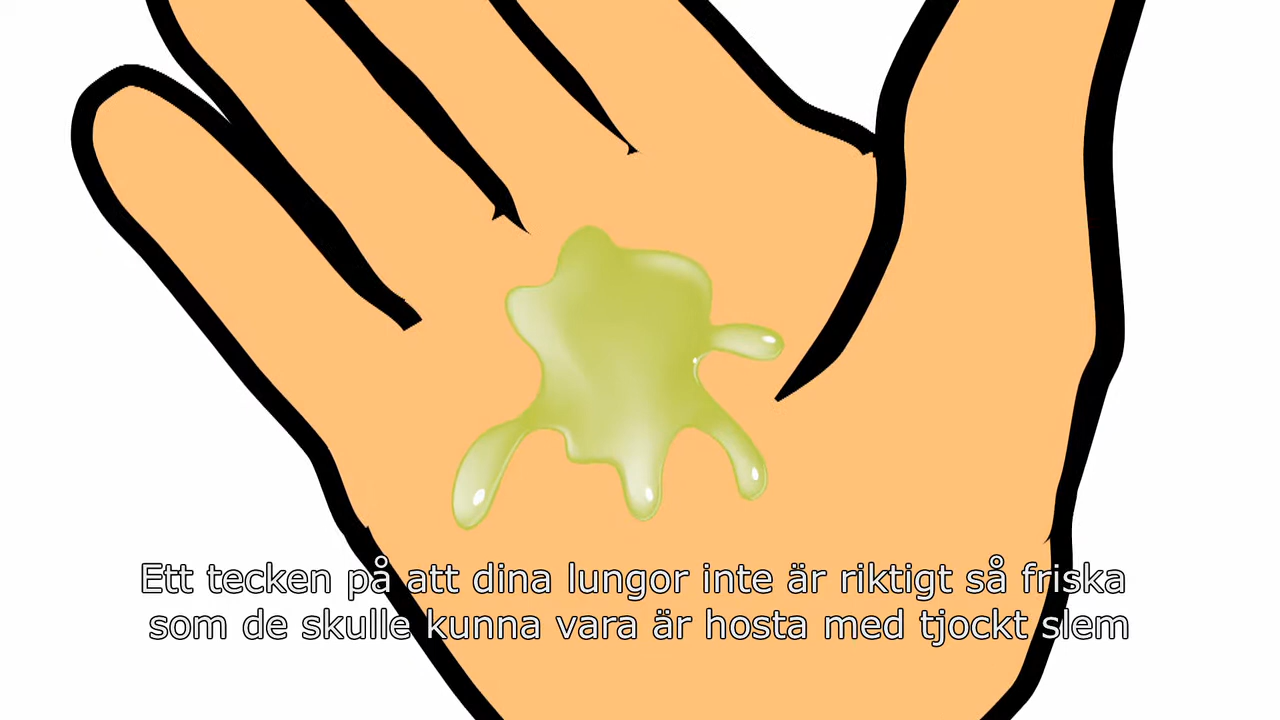 Ett tecken på att dina lungor inte är riktigt så friska
som de skulle kunna vara är hosta med tjockt slem